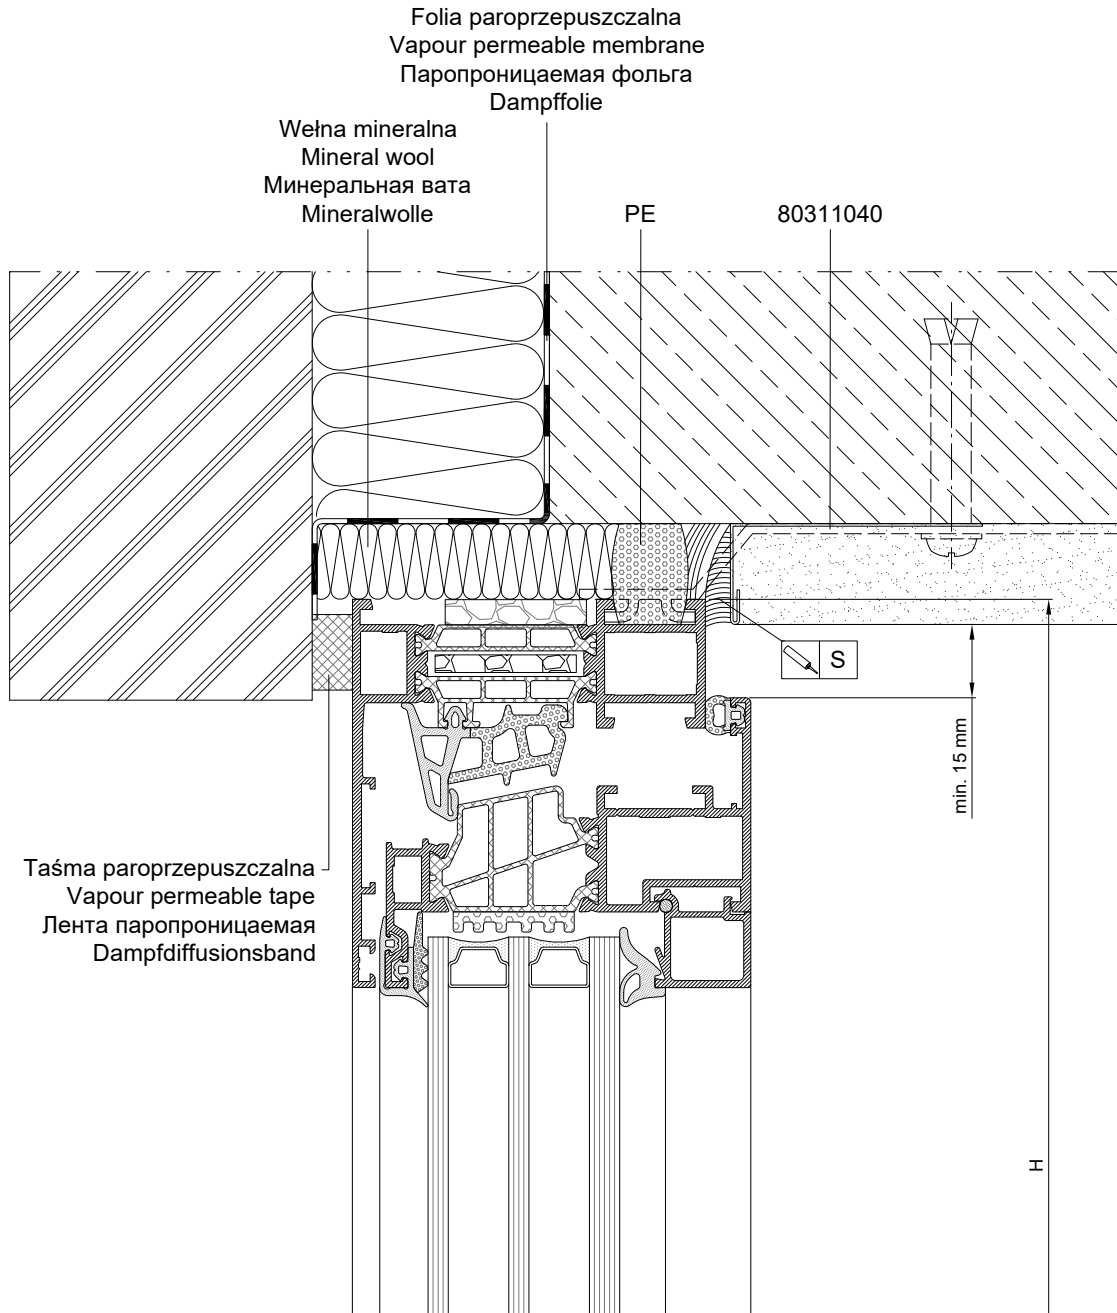 Folia paroprzepuszczalna
Vapour permeable membrane
Паропроницаемая фольга
Dampffolie
Wełna mineralna
Mineral wool
Минеральная вата
Mineralwolle
PE
80311040
S
min. 15 mm
Taśma paroprzepuszczalna
Vapour permeable tape
Лента паропроницаемая
Dampfdiffusionsband
H